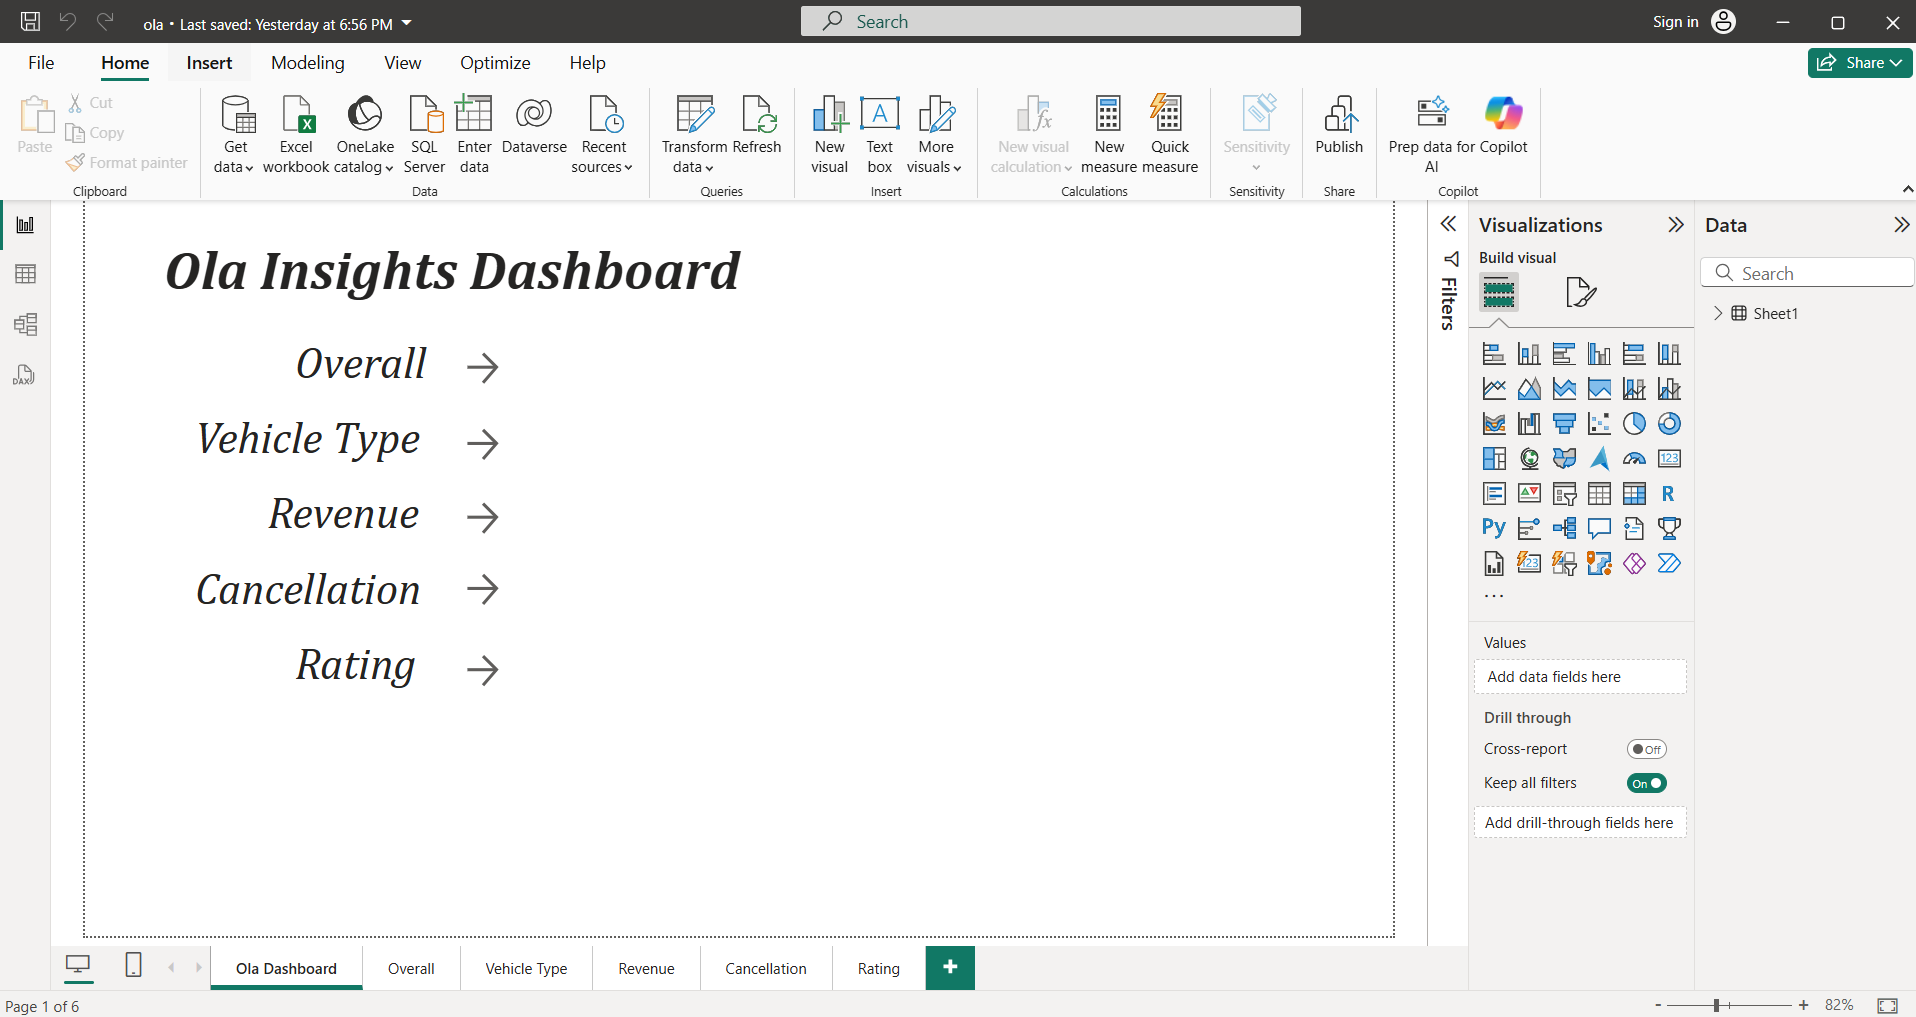 ola • Last saved: Yesterday at 6:56 PM
Search
Sign in
File
Home
Insert
Modeling
View
Optimize
Help
Share
Paste
Cut
Copy
Format painter
Clipboard
Get data
Excel workbook
OneLake catalog
SQL Server
Enter data
Dataverse
Recent sources
Data
Transform data
Refresh
Queries
New visual
Text box
More visuals
Insert
New visual calculation
New measure
Quick measure
Calculations
Sensitivity
Sensitivity
Publish
Share
Prep data for AI
Copilot
Copilot
Ola Insights Dashboard
Overall →
Vehicle Type →
Revenue →
Cancellation →
Rating →
Filters
Visualizations
Build visual
123
R
Py
123
...
Values
Add data fields here
Drill through
Cross-report
Off
Keep all filters
On
Add drill-through fields here
Data
Search
Sheet1
DAX
Ola Dashboard
Overall
Vehicle Type
Revenue
Cancellation
Rating
+
Page 1 of 6
- + 82%